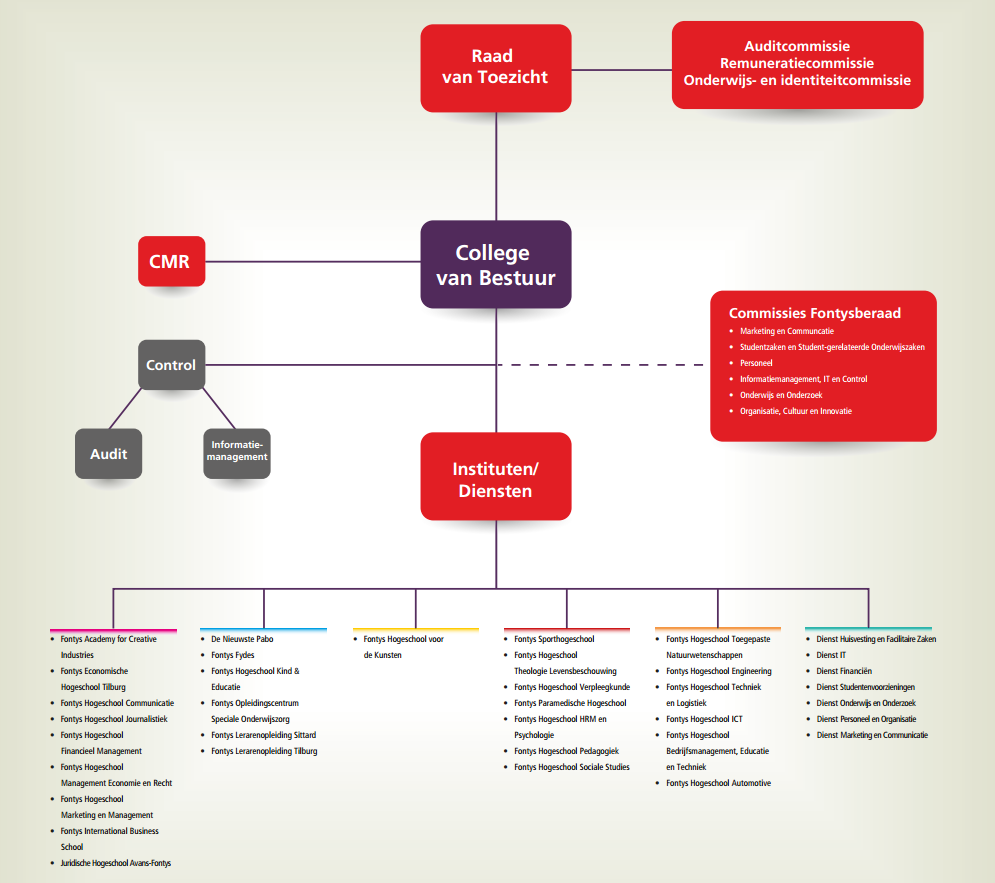 Raad
van Toezicht
Auditcommissie
Remuneratiecommissie
Onderwijs- en identiteitcommissie
College
van Bestuur
CMR
Commissies Fontysberaad
• Marketing en Communcatie
• Studentzaken en Student-gerelateerde Onderwijszaken
• Personeel
• Informatiemanagement, IT en Control
• Onderwijs en Onderzoek
• Organisatie, Cultuur en Innovatie
Control
Audit
Informatie-
management
Instituten/
Diensten
• Fontys Academy for Creative
Industries
• Fontys Economische
Hogeschool Tilburg
• Fontys Hogeschool Communicatie
• Fontys Hogeschool Journalistiek
• Fontys Hogeschool
Financieel Management
• Fontys Hogeschool
Management Economie en Recht
• Fontys Hogeschool
Marketing en Management
• Fontys International Business
School
• Juridische Hogeschool Avans-Fontys
• De Nieuwste Pabo
• Fontys Fydes
• Fontys Hogeschool Kind &
Educatie
• Fontys Opleidingscentrum
Speciale Onderwijszorg
• Fontys Lerarenopleiding Sittard
• Fontys Lerarenopleiding Tilburg
• Fontys Hogeschool voor
de Kunsten
• Fontys Sporthogeschool
• Fontys Hogeschool
Theologie Levensbeschouwing
• Fontys Hogeschool Verpleegkunde
• Fontys Paramedische Hogeschool
• Fontys Hogeschool HRM en
Psychologie
• Fontys Hogeschool Pedagogiek
• Fontys Hogeschool Sociale Studies
• Fontys Hogeschool Toegepaste
Natuurwetenschappen
• Fontys Hogeschool Engineering
• Fontys Hogeschool Techniek
en Logistiek
• Fontys Hogeschool ICT
• Fontys Hogeschool
Bedrijfsmanagement, Educatie
en Techniek
• Fontys Hogeschool Automotive
• Dienst Huisvesting en Facilitaire Zaken
• Dienst IT
• Dienst Financiën
• Dienst Studentenvoorzieningen
• Dienst Onderwijs en Onderzoek
• Dienst Personeel en Organisatie
• Dienst Marketing en Communicatie